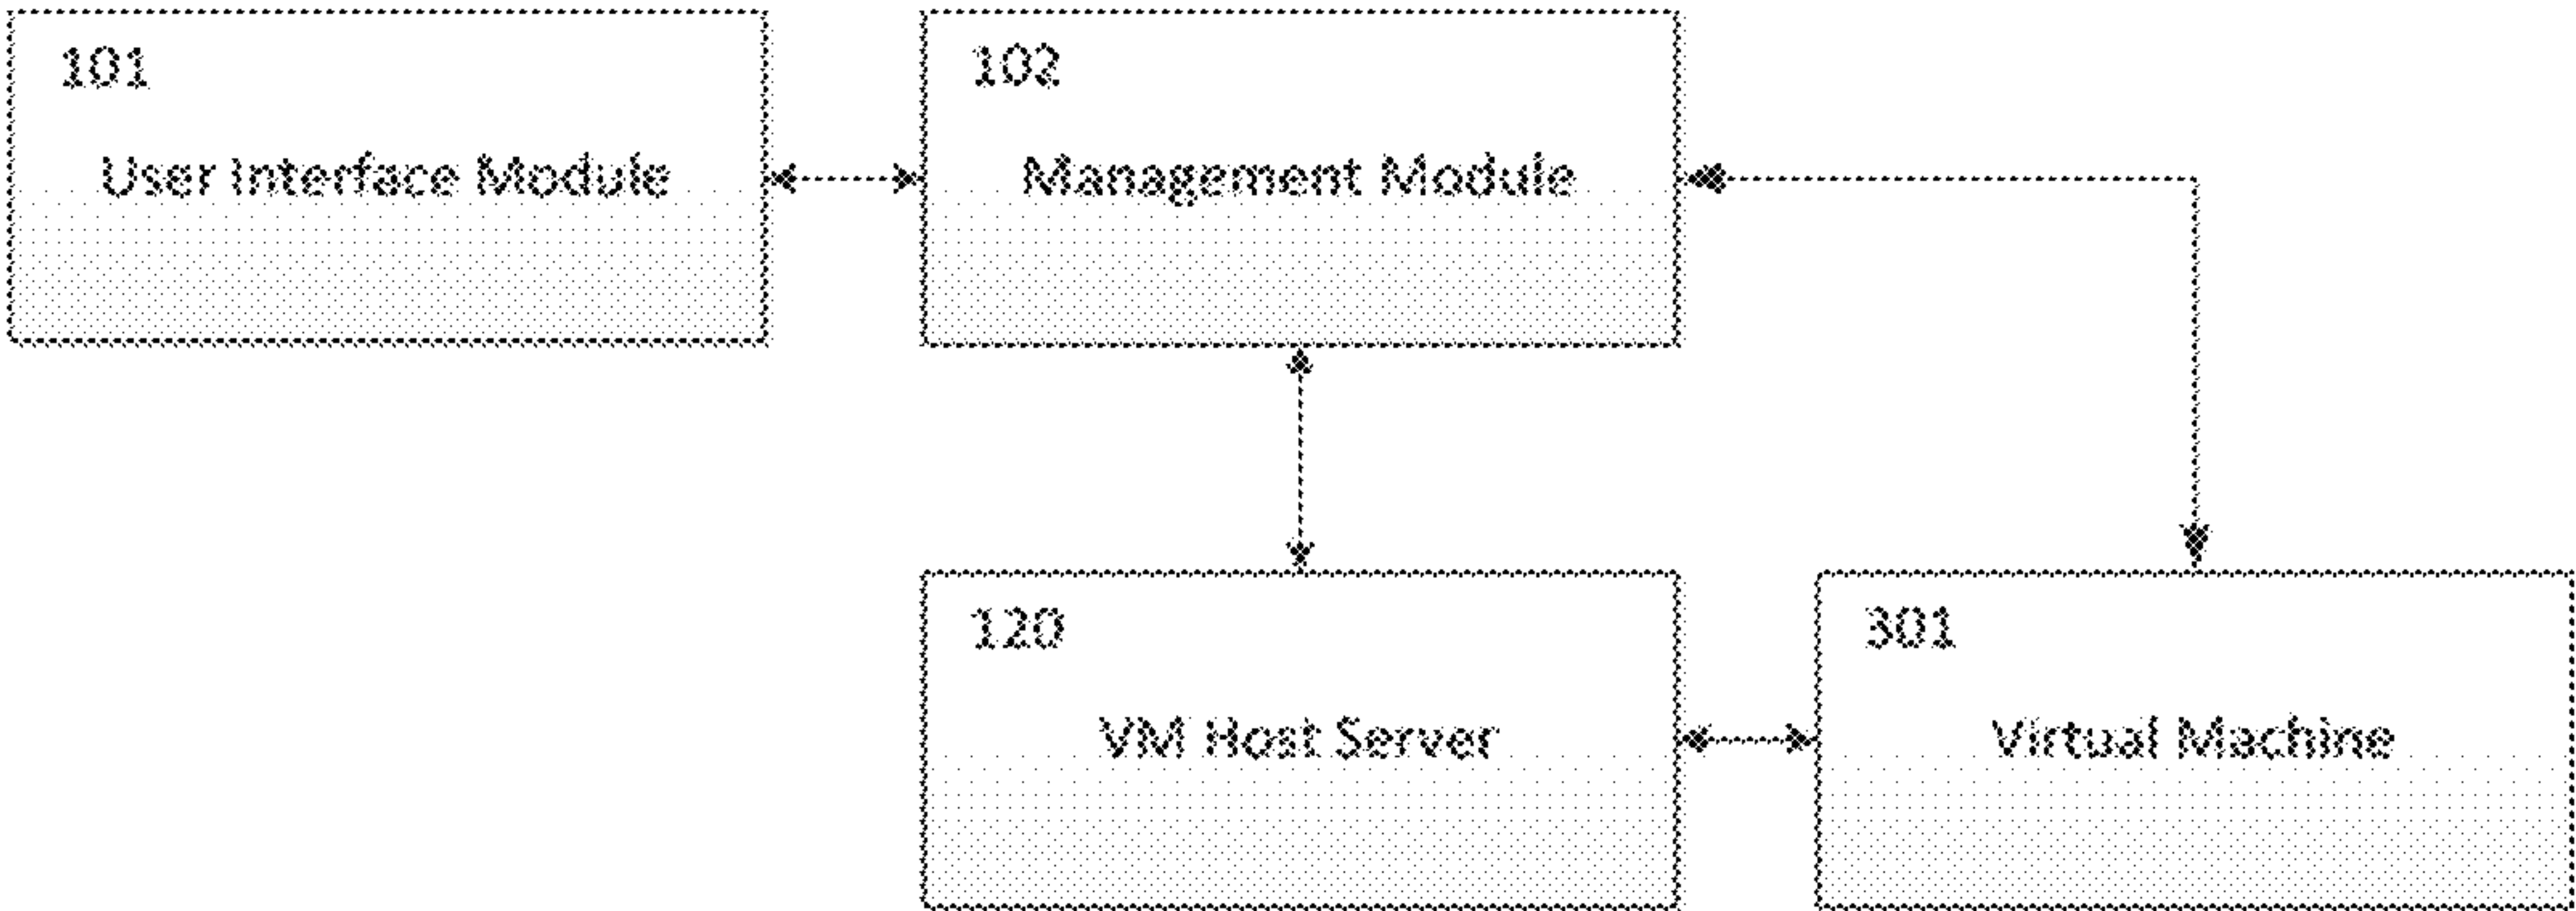 101
User Interface Module
102
Management Module
120
VM Host Server
301
Virtual Machine